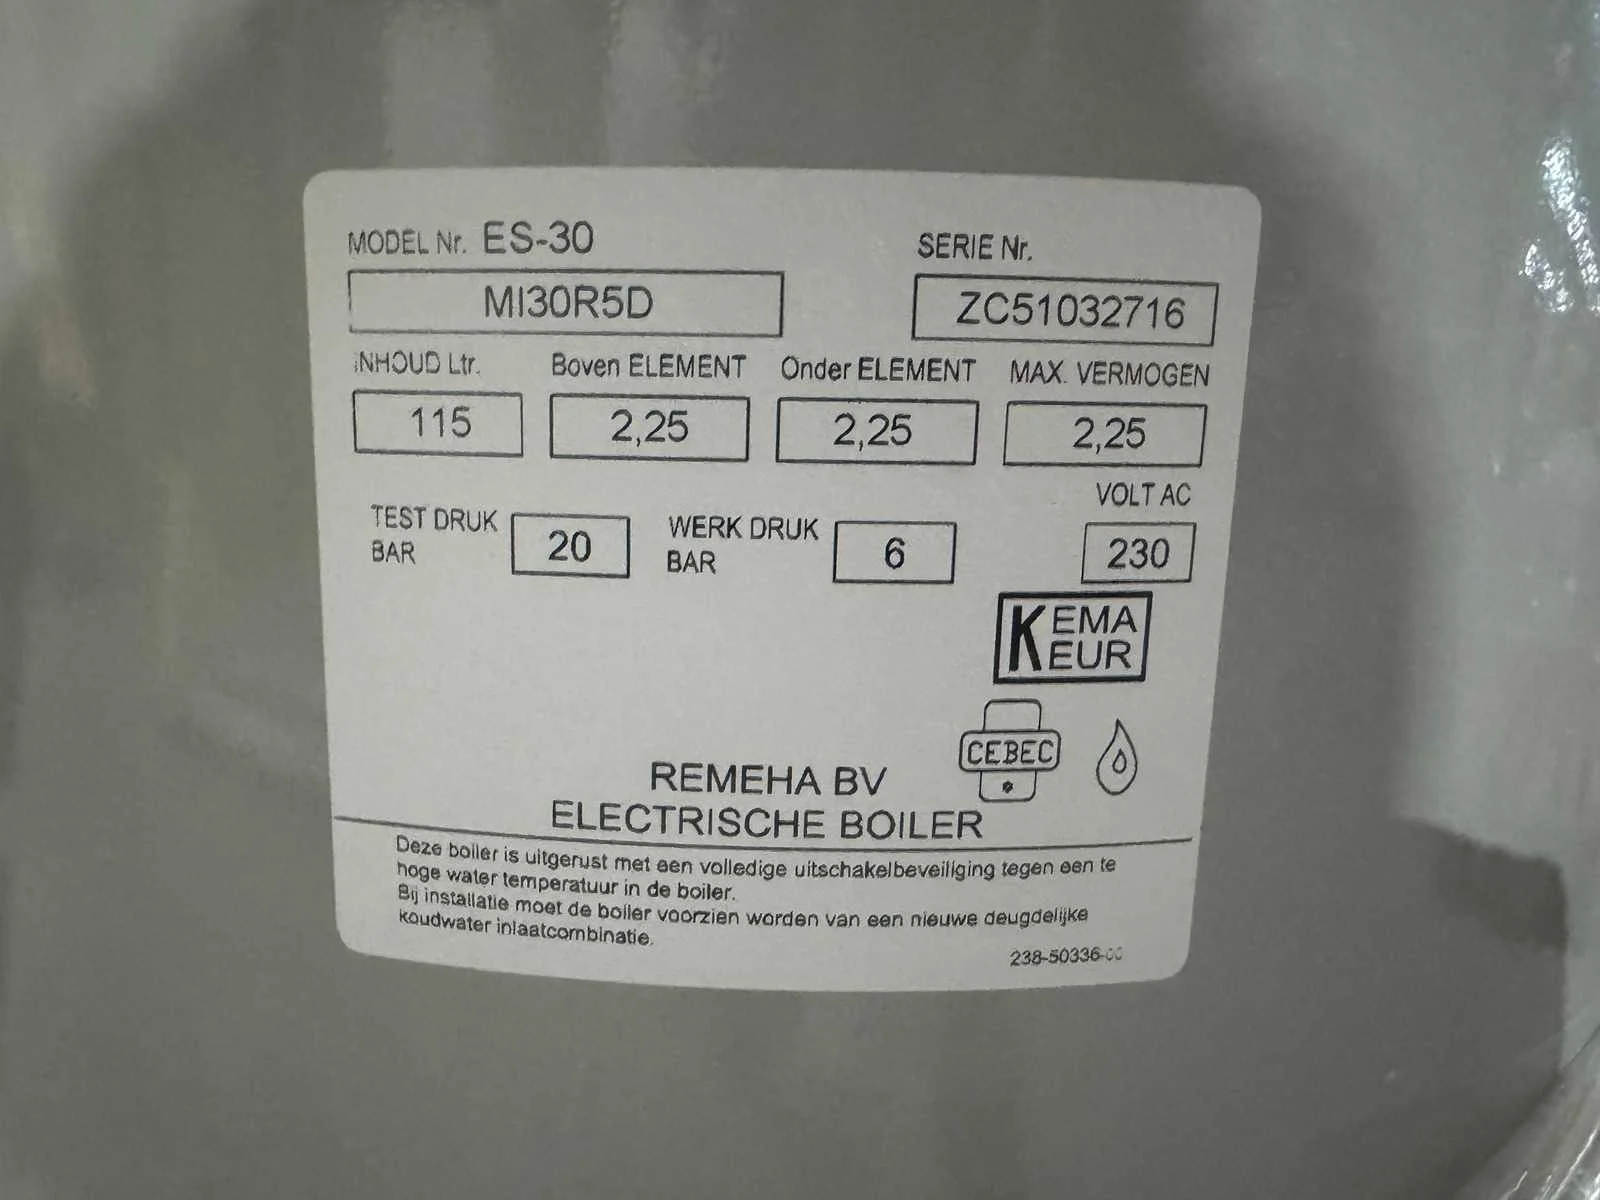 MODEL Nr. ES-30
SERIE Nr.
MI30R5D
ZC51032716
INHOUD Ltr.
Boven ELEMENT
Onder ELEMENT
MAX. VERMOGEN
115
2,25
2,25
2,25
VOLT AC
TEST DRUK
BAR
20
WERK DRUK
BAR
6
230
KEMA
KEUR
CEBEC
REMEHA BV
ELECTRISCHE BOILER
Deze boiler is uitgerust met een volledige uitschakelbeveiliging tegen een te
hoge water temperatuur in de boiler.
Bij installatie moet de boiler voorzien worden van een nieuwe deugdelijke
koudwater inlaatcombinatie.